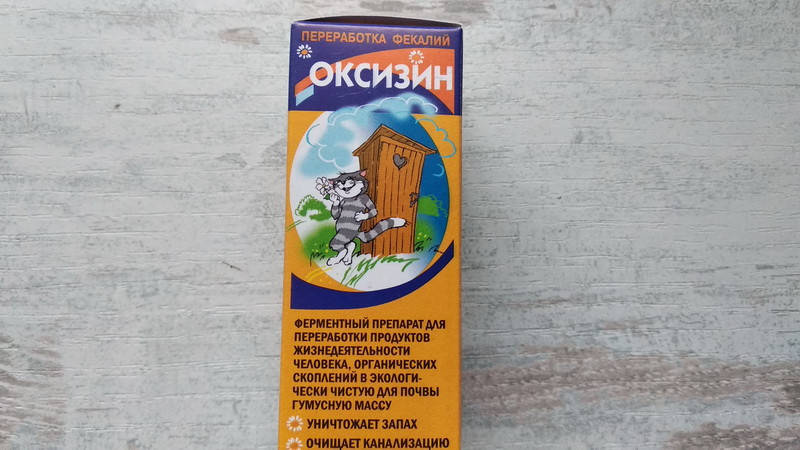 ПЕРЕРАБОТКА ФЕКАЛИЙ
ОКСИЗИН
ФЕРМЕНТНЫЙ ПРЕПАРАТ ДЛЯ
ПЕРЕРАБОТКИ ПРОДУКТОВ
ЖИЗНЕДЕЯТЕЛЬНОСТИ
ЧЕЛОВЕКА, ОРГАНИЧЕСКИХ
СКОПЛЕНИЙ В ЭКОЛОГИ-
ЧЕСКИ ЧИСТУЮ ДЛЯ ПОЧВЫ
ГУМУСНУЮ МАССУ
УНИЧТОЖАЕТ ЗАПАХ
ОЧИЩАЕТ КАНАЛИЗАЦИЮ